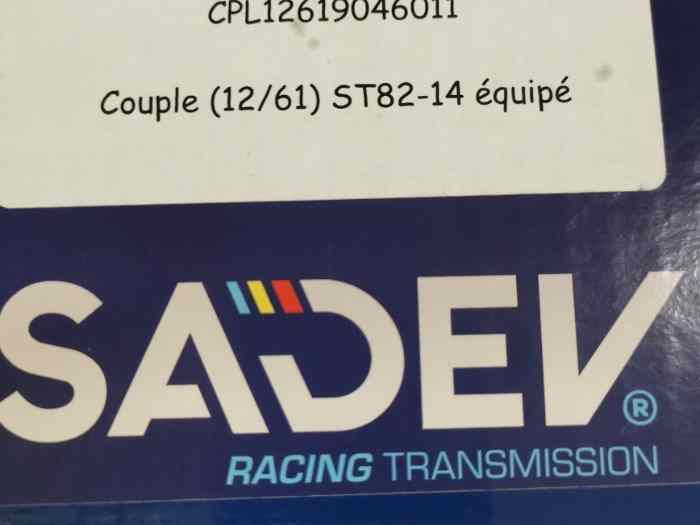 CPL12619046011
Couple (12/61) ST82-14 équipé
SADEV®
RACING TRANSMISSION